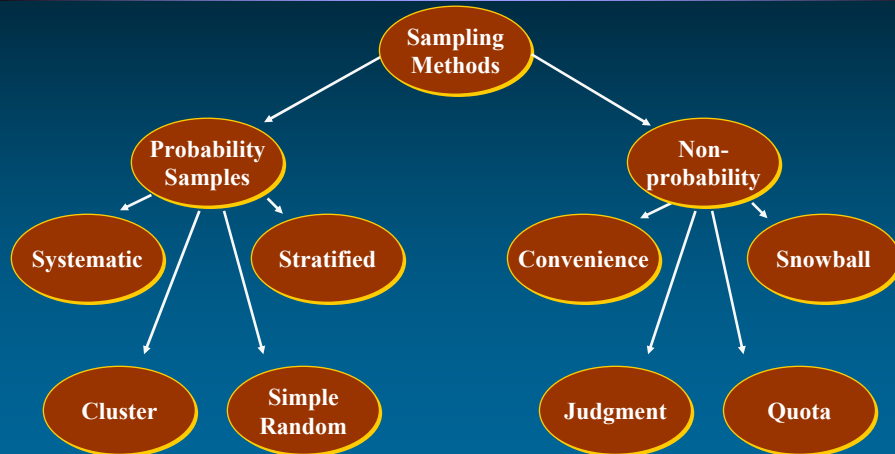 Sampling
Methods
Probability
Samples
Non-
probability
Systematic
Stratified
Convenience
Snowball
Cluster
Simple
Random
Judgment
Quota